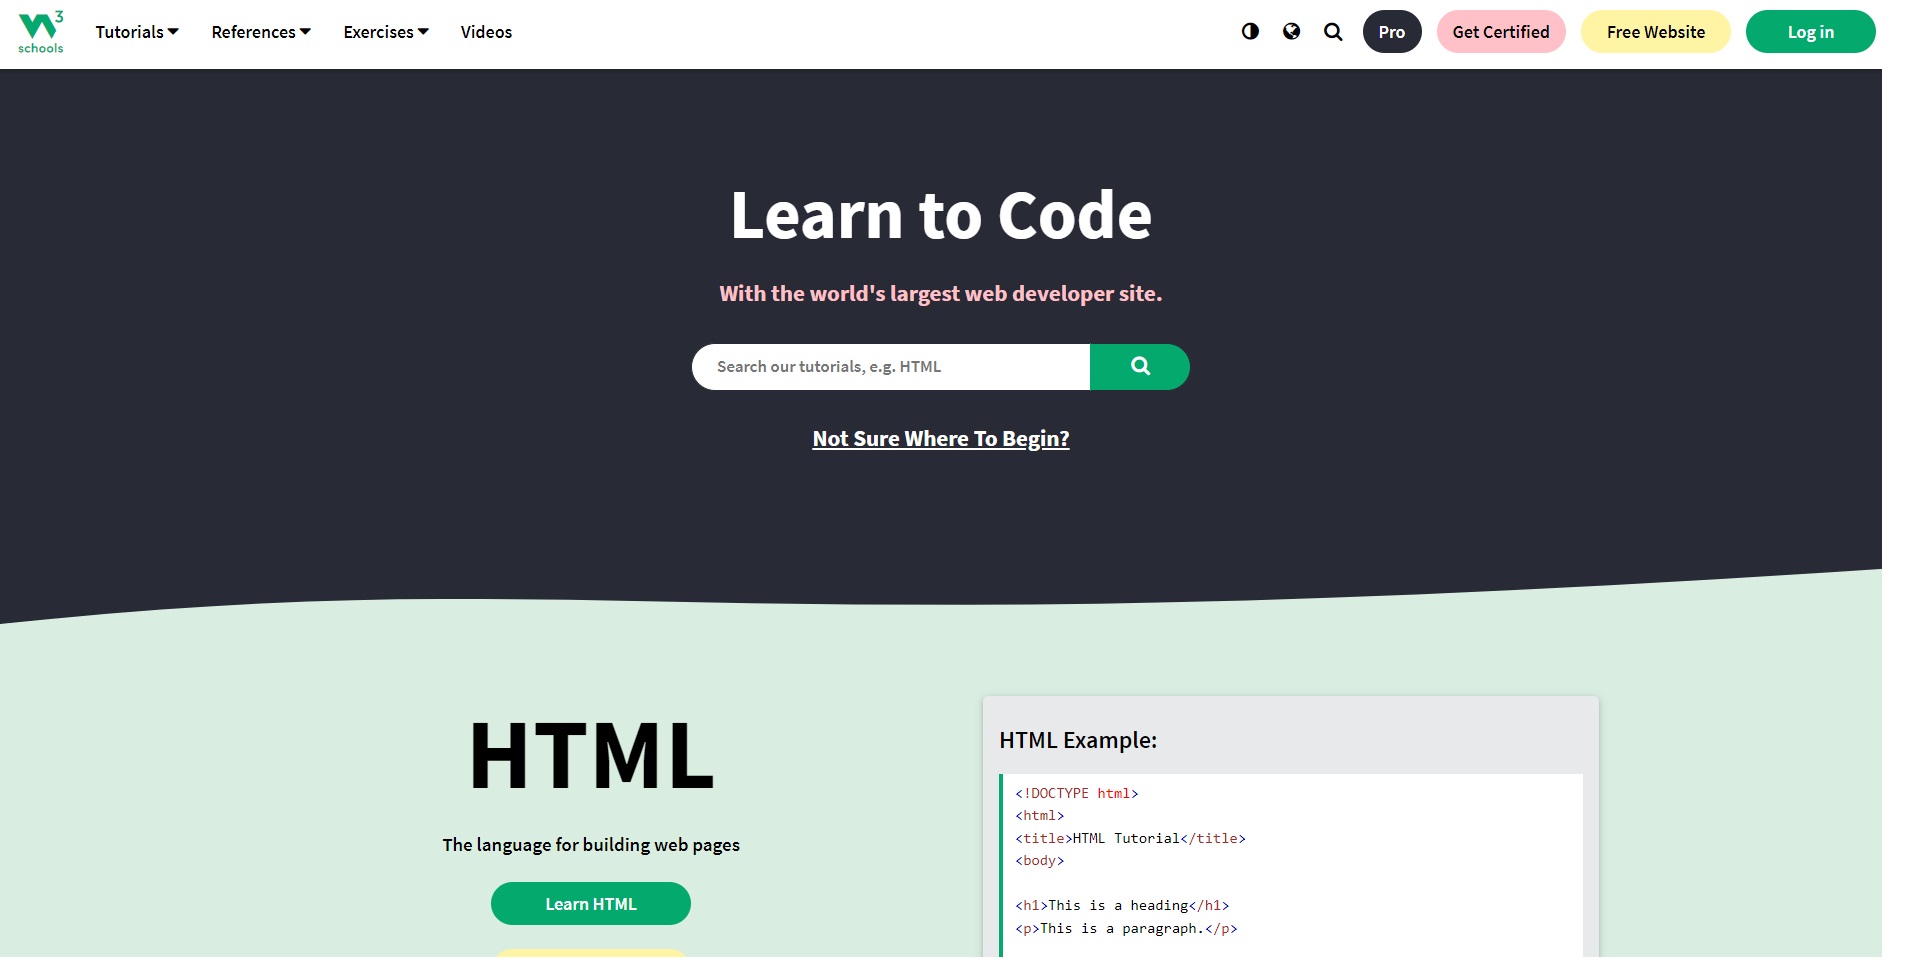 W3
schools
Tutorials
References
Exercises
Videos
Pro
Get Certified
Free Website
Log in
Learn to Code
With the world's largest web developer site.
Search our tutorials, e.g. HTML
Not Sure Where To Begin?
HTML
The language for building web pages
Learn HTML
HTML Example:
<!DOCTYPE html>
<html>
<title>HTML Tutorial</title>
<body>
<h1>This is a heading</h1>
<p>This is a paragraph.</p>